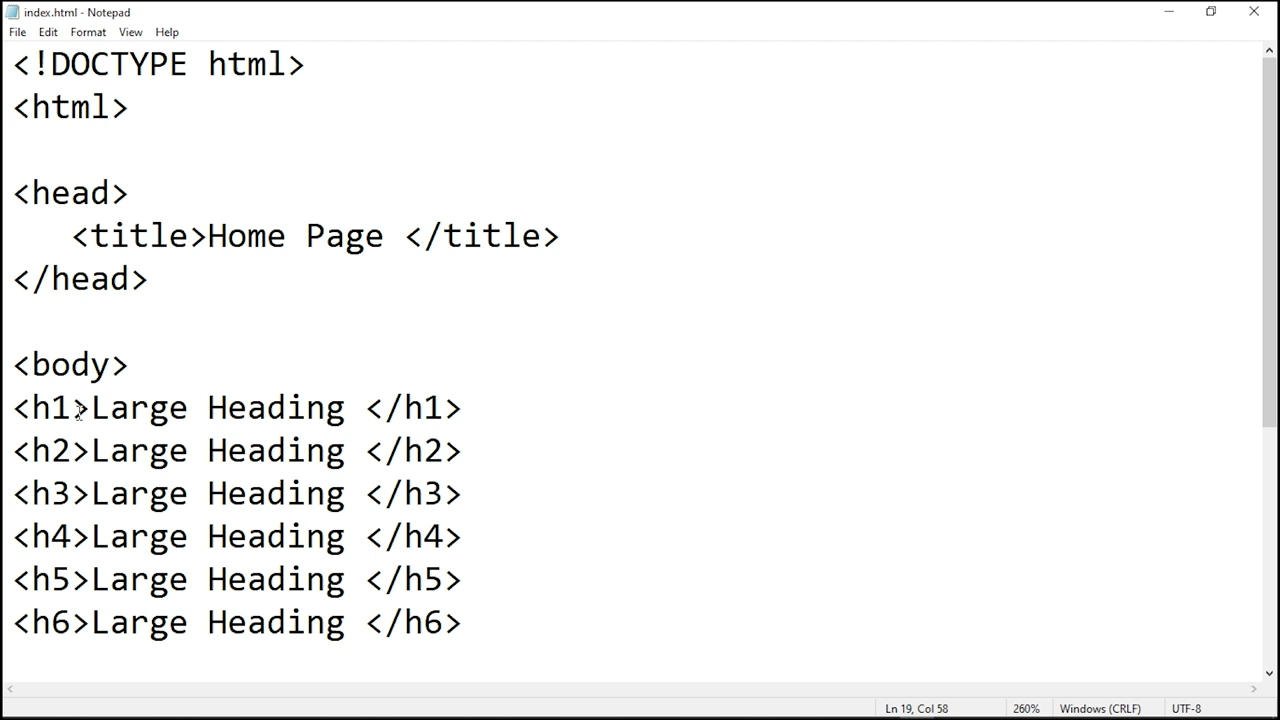 index.html - Notepad
File Edit Format View Help
<!DOCTYPE html>
<html>
<head>
<title>Home Page </title>
</head>
<body>
<h1>Large Heading </h1>
<h2>Large Heading </h2>
<h3>Large Heading </h3>
<h4>Large Heading </h4>
<h5>Large Heading </h5>
<h6>Large Heading </h6>
Ln 19, Col 58 260% Windows (CRLF) UTF-8